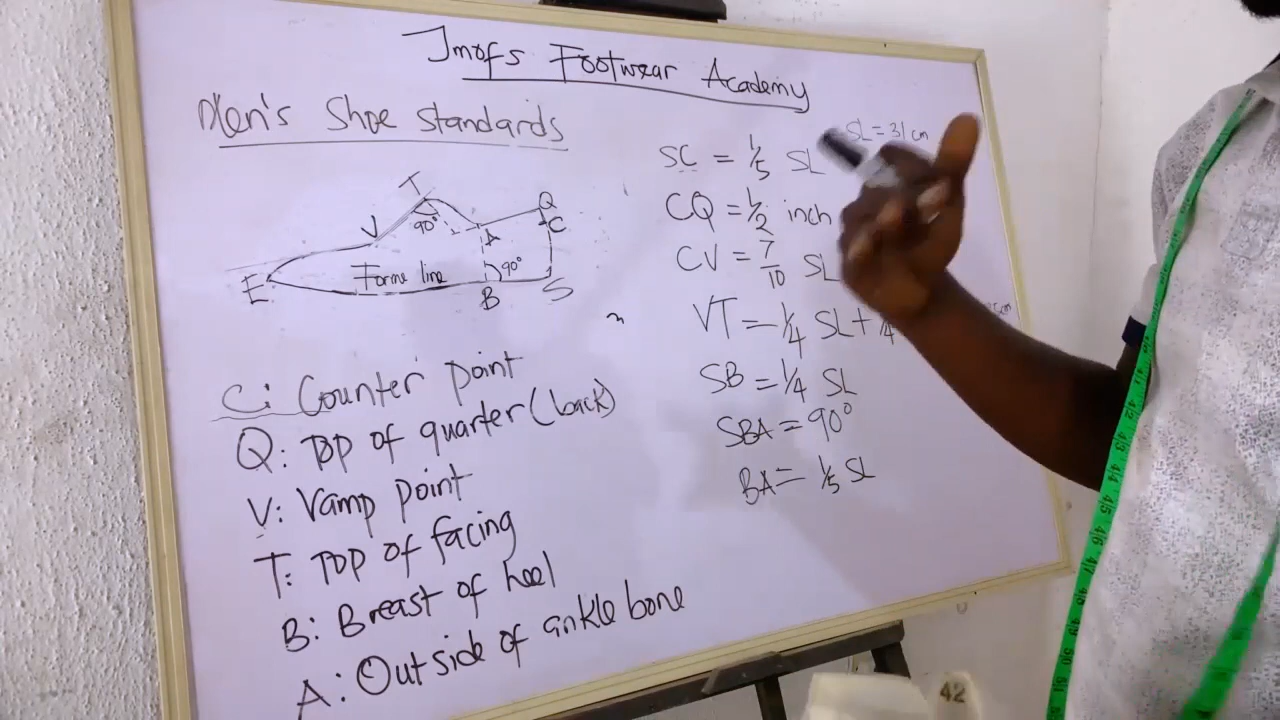 Jmofs Footwear Academy
Men's Shoe Standards
SL = 31 cm
SC = 1/5 SL
CQ = 1/2 inch
CV = 7/10 SL
VT = 1/4 SL + 1/4
SB = 1/4 SL
SBA = 90°
BA = 1/5 SL
T
Q
V
90°
A
C
E
Forme line
90°
B
S
C: Counter point
Q: Top of quarter (back)
V: Vamp point
T: Top of facing
B: Breast of heel
A: Outside of ankle bone
42